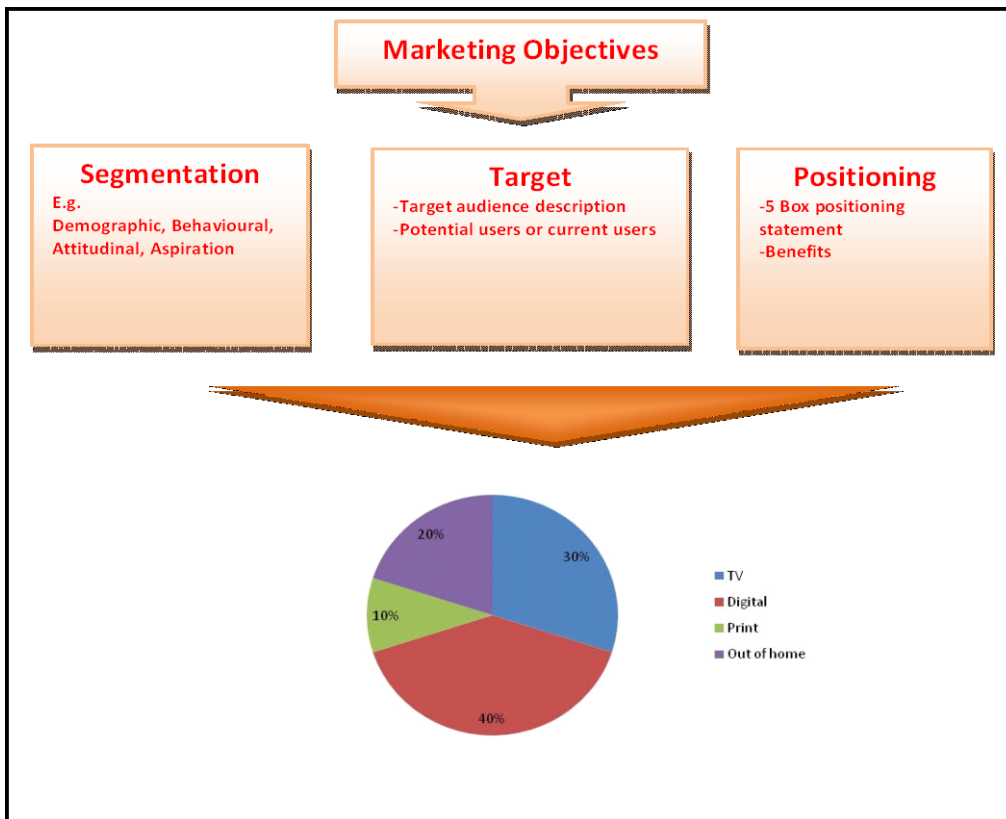 Marketing Objectives
Segmentation
E.g.
Demographic, Behavioural,
Attitudinal, Aspiration
Target
-Target audience description
-Potential users or current users
Positioning
-5 Box positioning
statement
-Benefits
20%
30%
10%
40%
TV
Digital
Print
Out of home